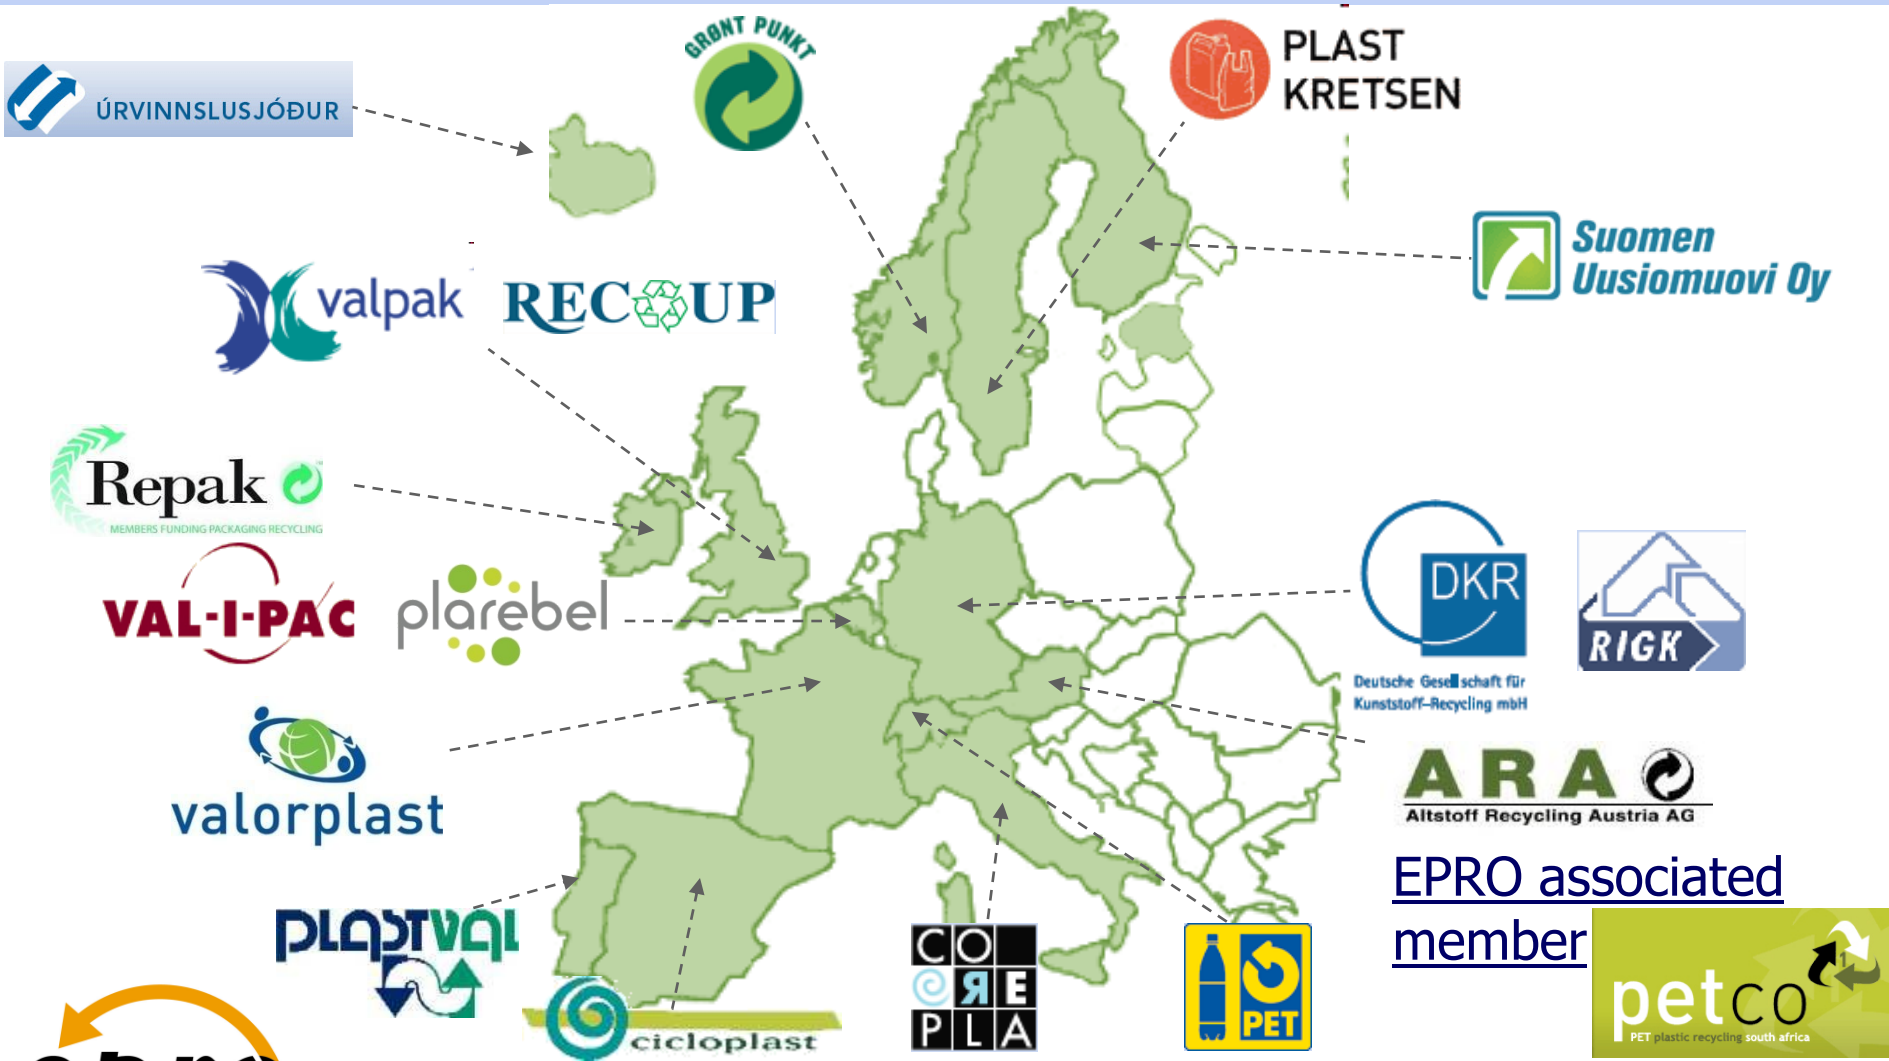 GRØNT PUNKT
PLAST
KRETSEN
ÚRVINNSLUSJÓÐUR
Suomen
Uusiomuovi Oy
valpak
RECOUP
Repak
MEMBERS FUNDING PACKAGING RECYCLING
VAL-I-PAC
plarebel
DKR
Deutsche Gesellschaft für
Kunststoff-Recycling mbH
RIGK
valorplast
ARA
Altstoff Recycling Austria AG
EPRO associated
member
PLASTVAL
cicloplast
CO
RE
PLA
PET
petco
PET plastic recycling south africa